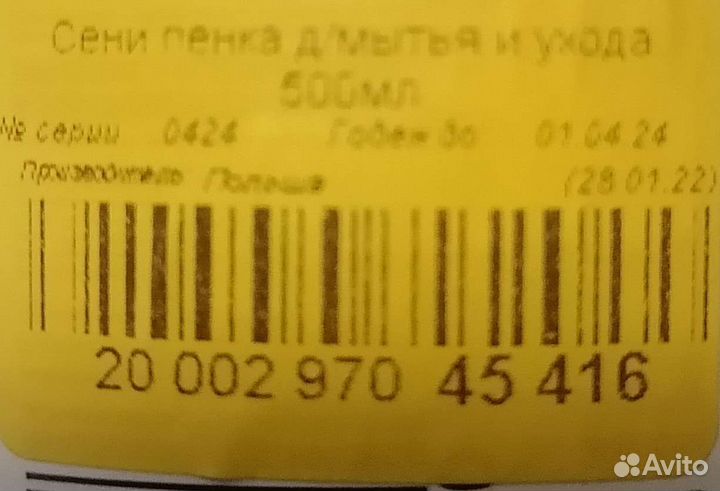 Сени пенка д/мытья и ухода
500мл
№ серии 0424 Годен до 01.04.24
Производитель Польша (28.01.22)
20 002 970 45 416
Avito